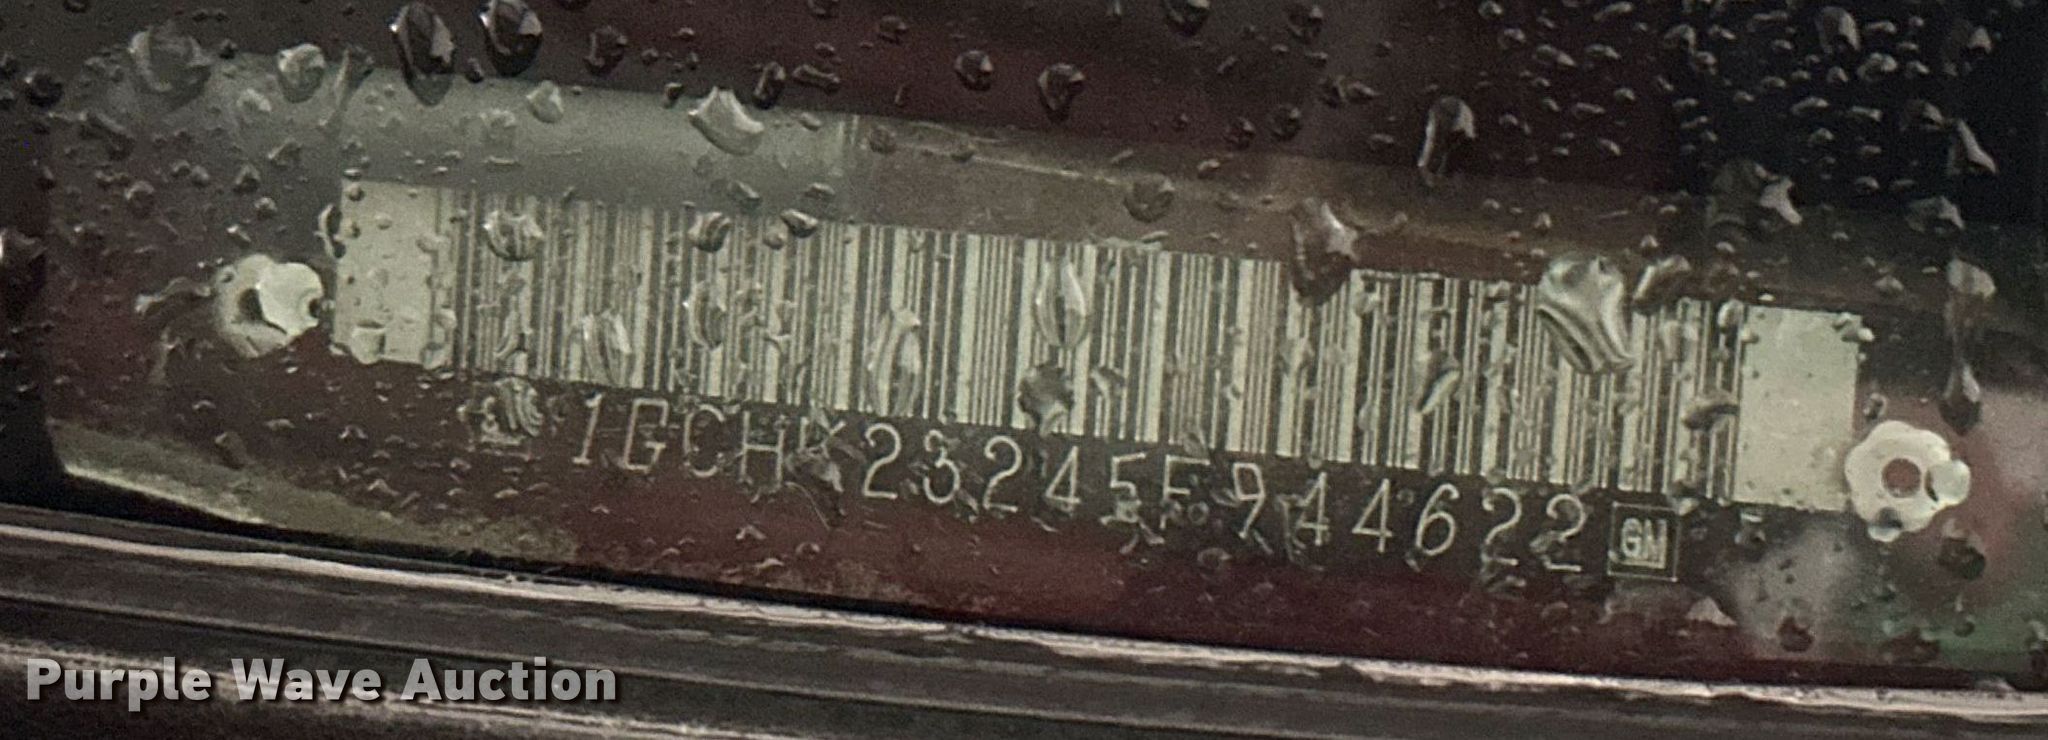 1GCHK23245F944622 GM
Purple Wave Auction